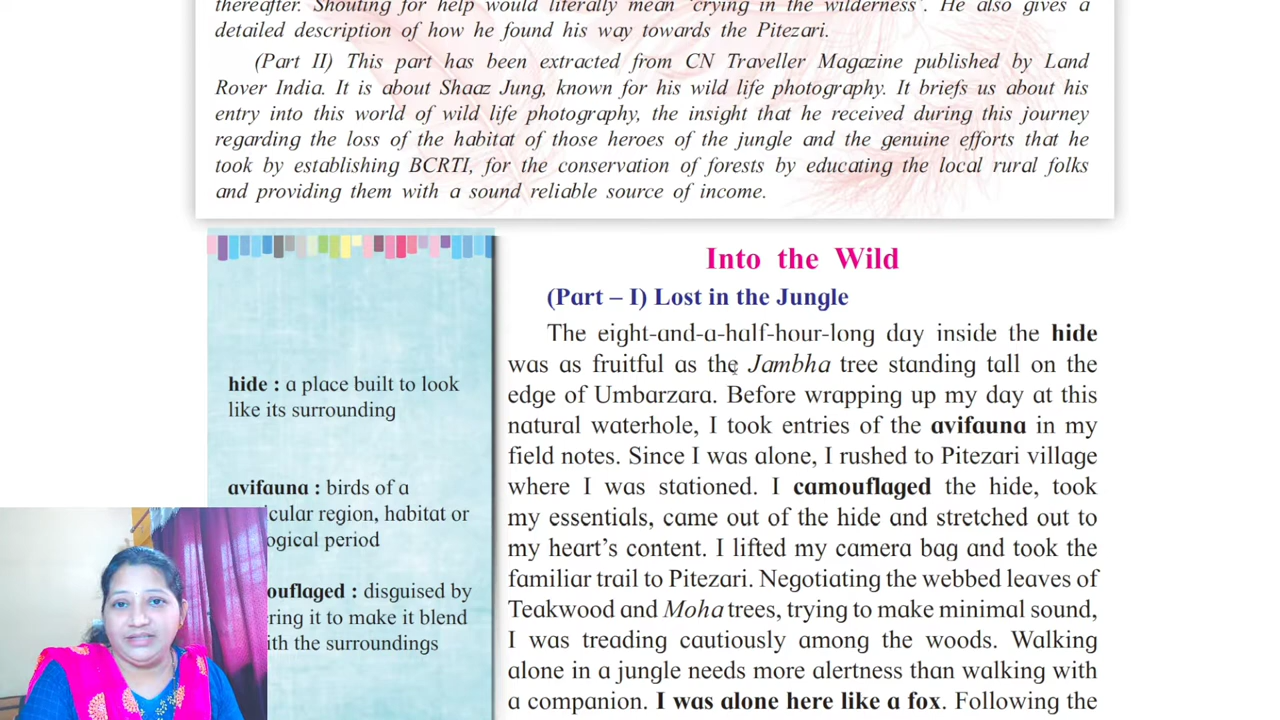 thereafter. Shouting for help would literally mean ‘crying in the wilderness’. He also gives a
detailed description of how he found his way towards the Pitezari.
(Part II) This part has been extracted from CN Traveller Magazine published by Land
Rover India. It is about Shaaz Jung, known for his wild life photography. It briefs us about his
entry into this world of wild life photography, the insight that he received during this journey
regarding the loss of the habitat of those heroes of the jungle and the genuine efforts that he
took by establishing BCRTI, for the conservation of forests by educating the local rural folks
and providing them with a sound reliable source of income.
hide : a place built to look
like its surrounding
avifauna : birds of a
cular region, habitat or
ogical period
ouflaged : disguised by
ring it to make it blend
ith the surroundings
Into the Wild
(Part – I) Lost in the Jungle
The eight-and-a-half-hour-long day inside the hide
was as fruitful as the Jambha tree standing tall on the
edge of Umbarzara. Before wrapping up my day at this
natural waterhole, I took entries of the avifauna in my
field notes. Since I was alone, I rushed to Pitezari village
where I was stationed. I camouflaged the hide, took
my essentials, came out of the hide and stretched out to
my heart’s content. I lifted my camera bag and took the
familiar trail to Pitezari. Negotiating the webbed leaves of
Teakwood and Moha trees, trying to make minimal sound,
I was treading cautiously among the woods. Walking
alone in a jungle needs more alertness than walking with
a companion. I was alone here like a fox. Following the